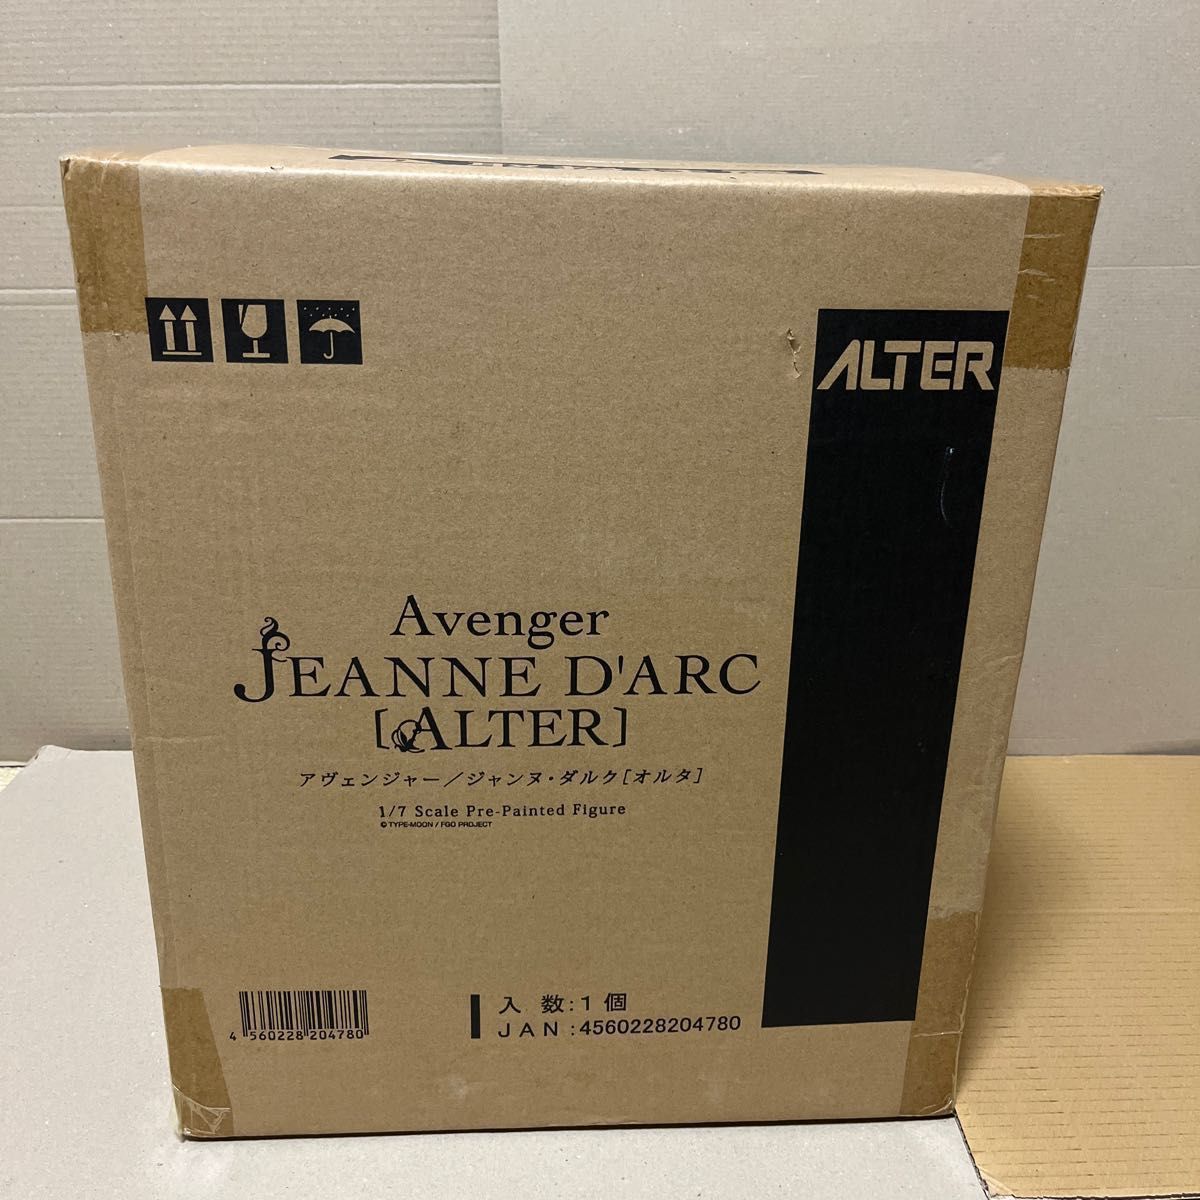 ALTER
Avenger
JEANNE D'ARC
[ALTER]
アヴェンジャー／ジャンヌ・ダルク[オルタ]
1/7 Scale Pre-Painted Figure
© TYPE-MOON / FGO PROJECT
4 560228 204780
入 数:1 個
JAN :4560228204780